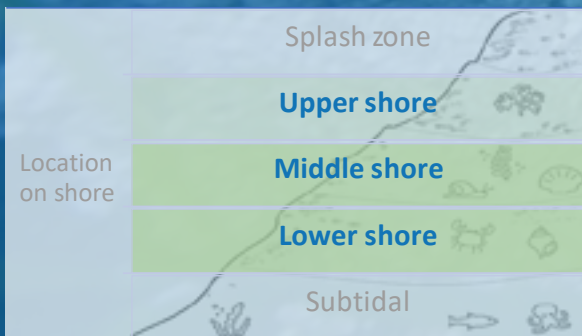 Splash zone
Upper shore
Location
on shore
Middle shore
Lower shore
Subtidal